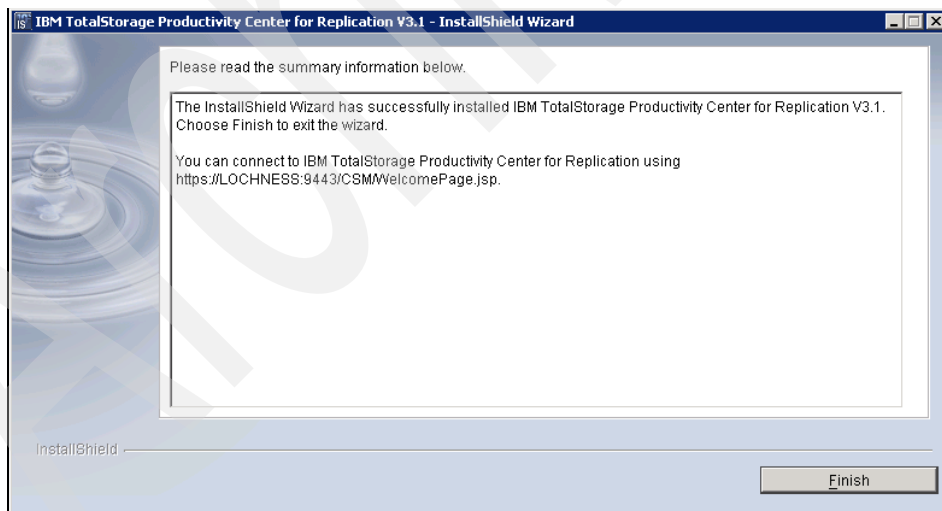 IBM TotalStorage Productivity Center for Replication V3.1 - InstallShield Wizard
Please read the summary information below.
The InstallShield Wizard has successfully installed IBM TotalStorage Productivity Center for Replication V3.1.
Choose Finish to exit the wizard.
You can connect to IBM TotalStorage Productivity Center for Replication using
https://LOCHNESS:9443/CSM/WelcomePage.jsp.
InstallShield
Finish